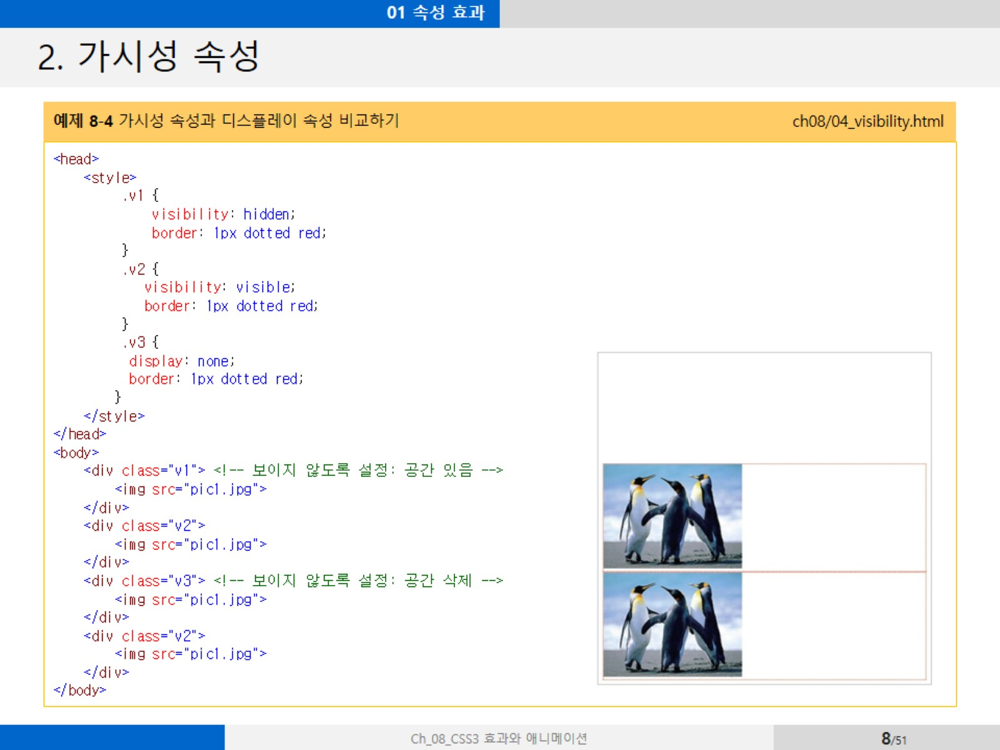 01 속성 효과
2. 가시성 속성
예제 8-4 가시성 속성과 디스플레이 속성 비교하기 ch08/04_visibility.html
<head>
<style>
.v1 {
visibility: hidden;
border: 1px dotted red;
}
.v2 {
visibility: visible;
border: 1px dotted red;
}
.v3 {
display: none;
border: 1px dotted red;
}
</style>
</head>
<body>
<div class="v1"> <!-- 보이지 않도록 설정: 공간 있음 -->
<img src="pic1.jpg">
</div>
<div class="v2">
<img src="pic1.jpg">
</div>
<div class="v3"> <!-- 보이지 않도록 설정: 공간 삭제 -->
<img src="pic1.jpg">
</div>
<div class="v2">
<img src="pic1.jpg">
</div>
</body>
Ch_08_CSS3 효과와 애니메이션 8/51